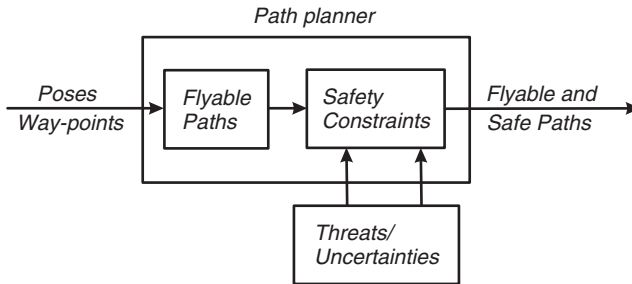 Path planner
Poses
Way-points
Flyable
Paths
Safety
Constraints
Flyable and
Safe Paths
Threats/
Uncertainties